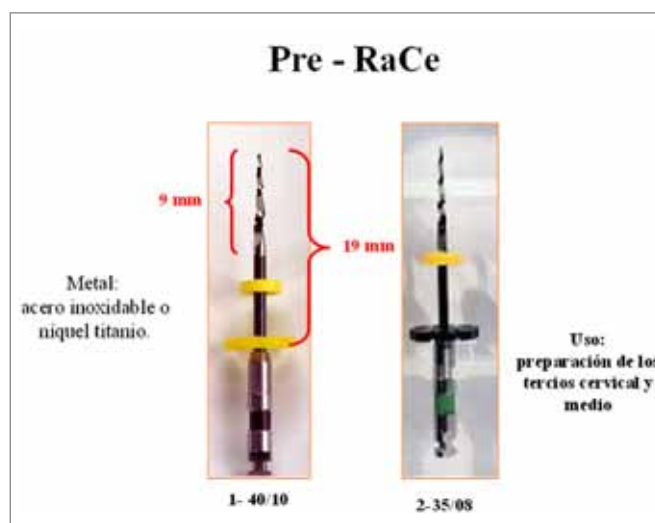 Pre - RaCe
9 mm
19 mm
Metal:
acero inoxidable o
niquel titanio.
Uso:
preparación de los
tercios cervical y
medio
1- 40/10
2-35/08